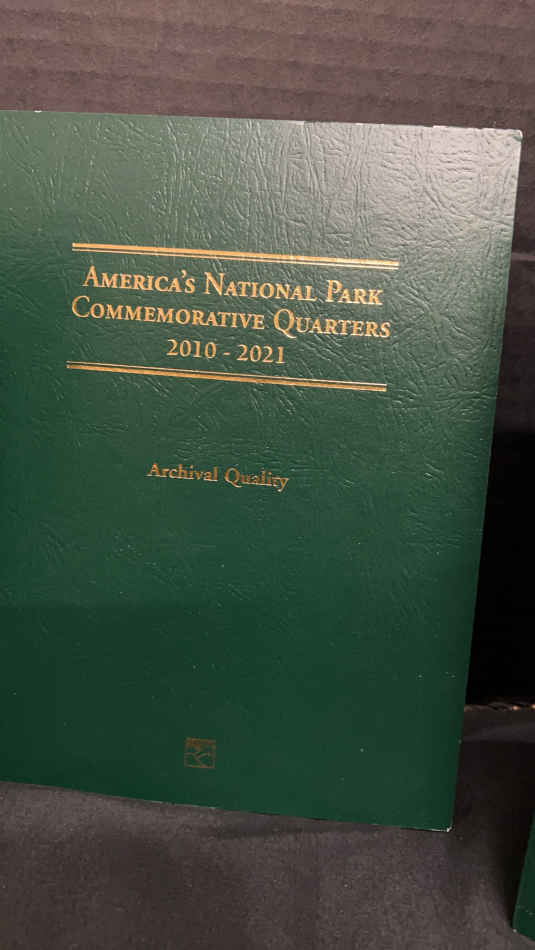 America's National Park
Commemorative Quarters
2010 - 2021
Archival Quality